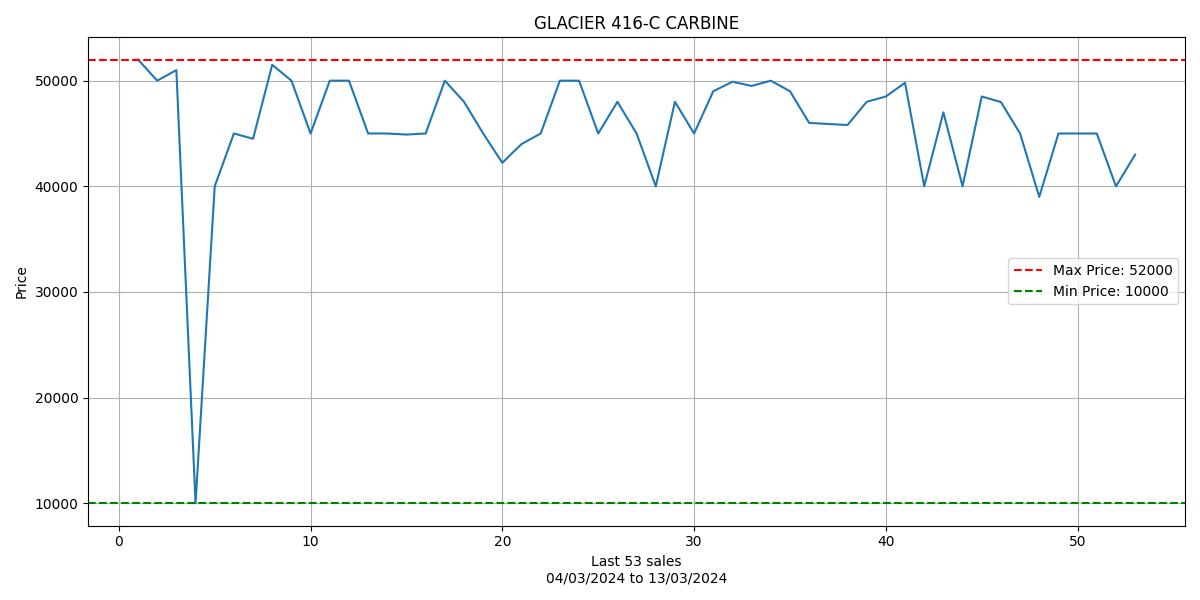 GLACIER 416-C CARBINE
Price
50000
40000
30000
20000
10000
Max Price: 52000
Min Price: 10000
0 10 20 30 40 50
Last 53 sales
04/03/2024 to 13/03/2024